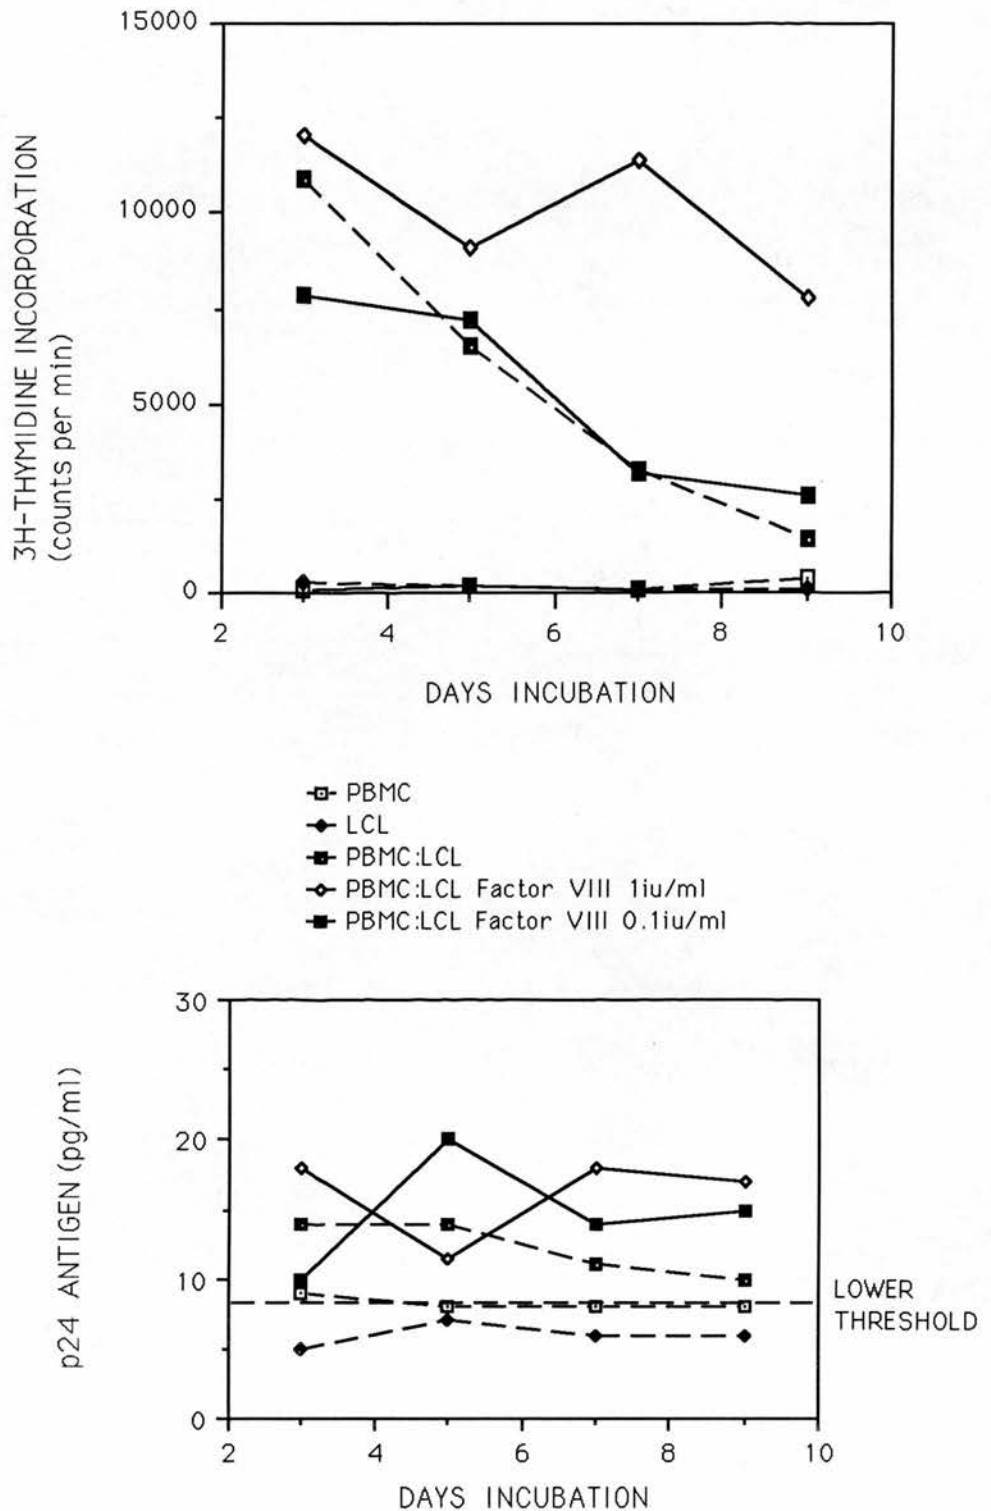 15000
10000
5000
0
3H-THYMIDINE INCORPORATION
(counts per min)
2 4 6 8 10
DAYS INCUBATION
PBMC
LCL
PBMC:LCL
PBMC:LCL Factor VIII 1iu/ml
PBMC:LCL Factor VIII 0.1iu/ml
30
20
10
0
p24 ANTIGEN (pg/ml)
LOWER
THRESHOLD
2 4 6 8 10
DAYS INCUBATION